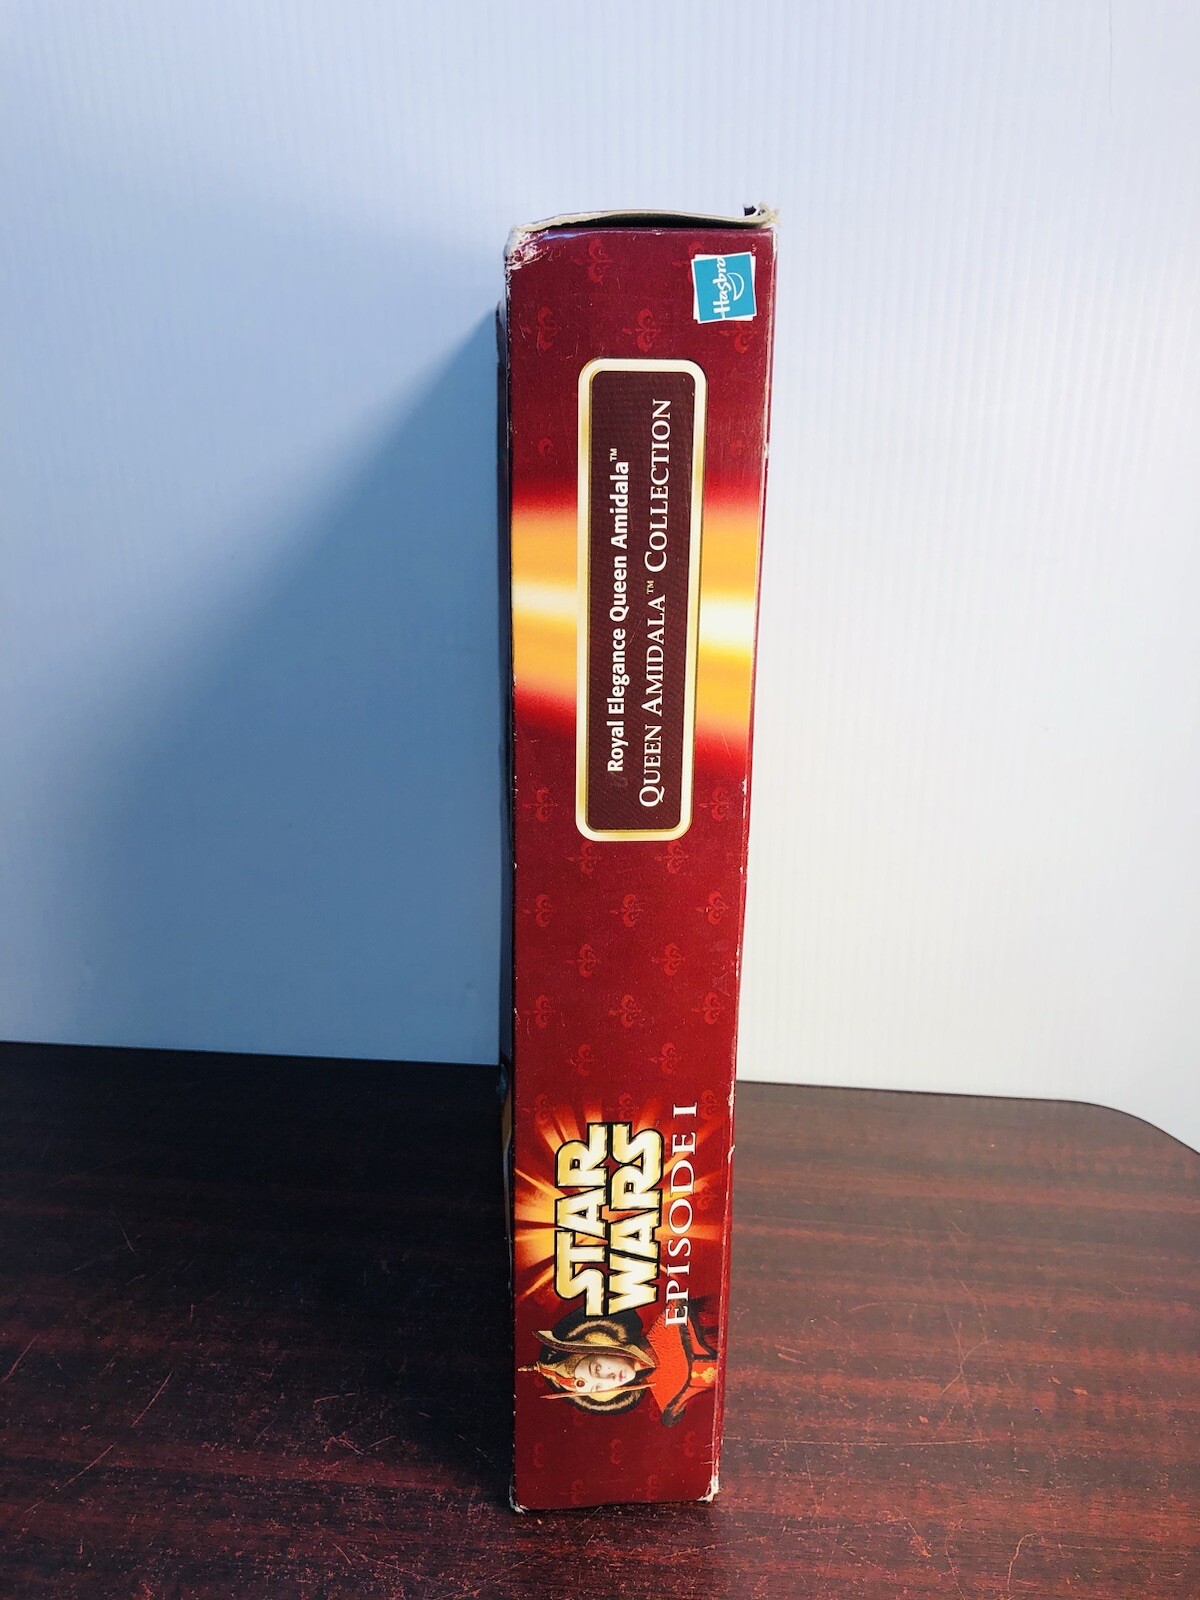 Hasbro
Royal Elegance Queen Amidala™
QUEEN AMIDALA™ COLLECTION
STAR
WARS
EPISODE I